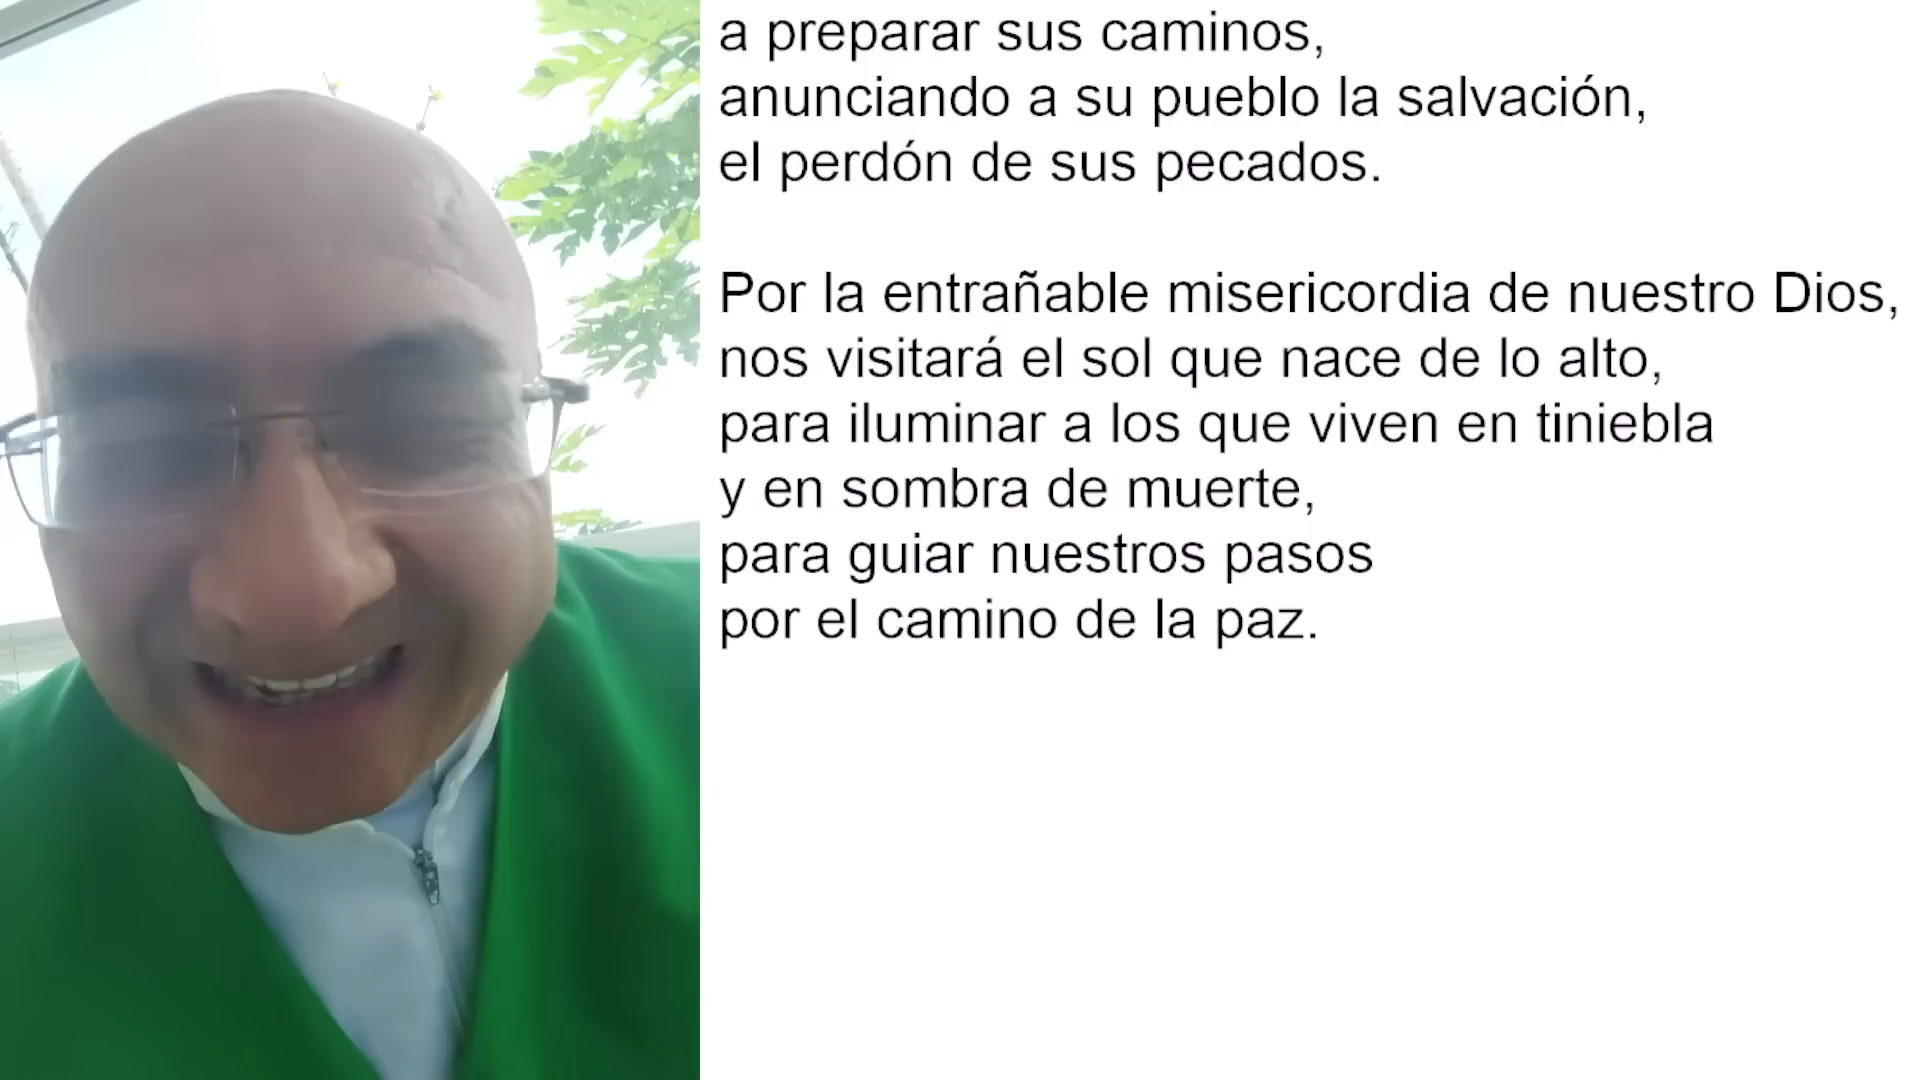 a preparar sus caminos,
anunciando a su pueblo la salvación,
el perdón de sus pecados.
Por la entrañable misericordia de nuestro Dios,
nos visitará el sol que nace de lo alto,
para iluminar a los que viven en tiniebla
y en sombra de muerte,
para guiar nuestros pasos
por el camino de la paz.